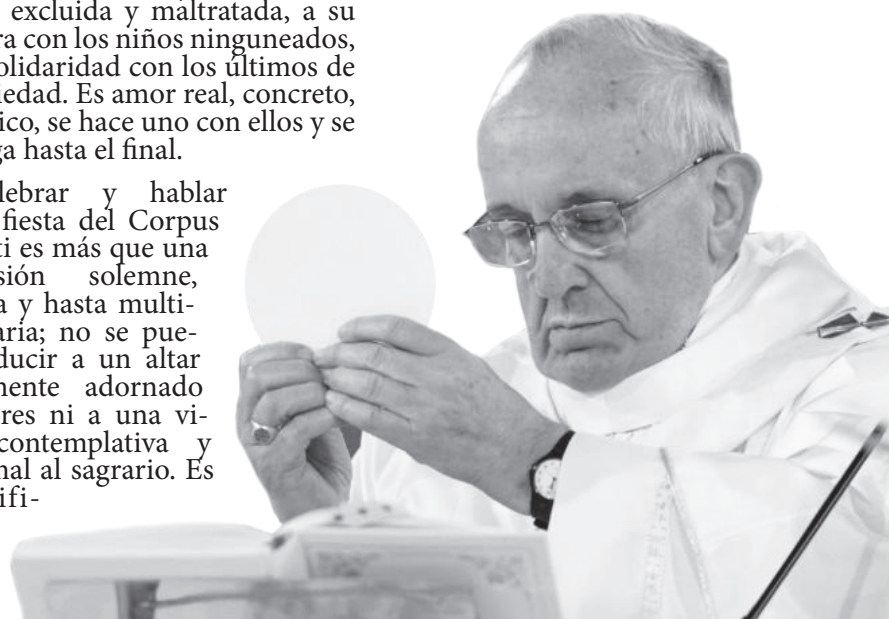 excluida y maltratada, a su
ra con los niños ninguneados,
olidaridad con los últimos de
iedad. Es amor real, concreto,
ico, se hace uno con ellos y se
ga hasta el final.
lebrar y hablar
fiesta del Corpus
ti es más que una
sión solemne,
a y hasta multi-
aria; no se pue-
ducir a un altar
mente adornado
res ni a una vi-
contemplativa y
nal al sagrario. Es
ifi-